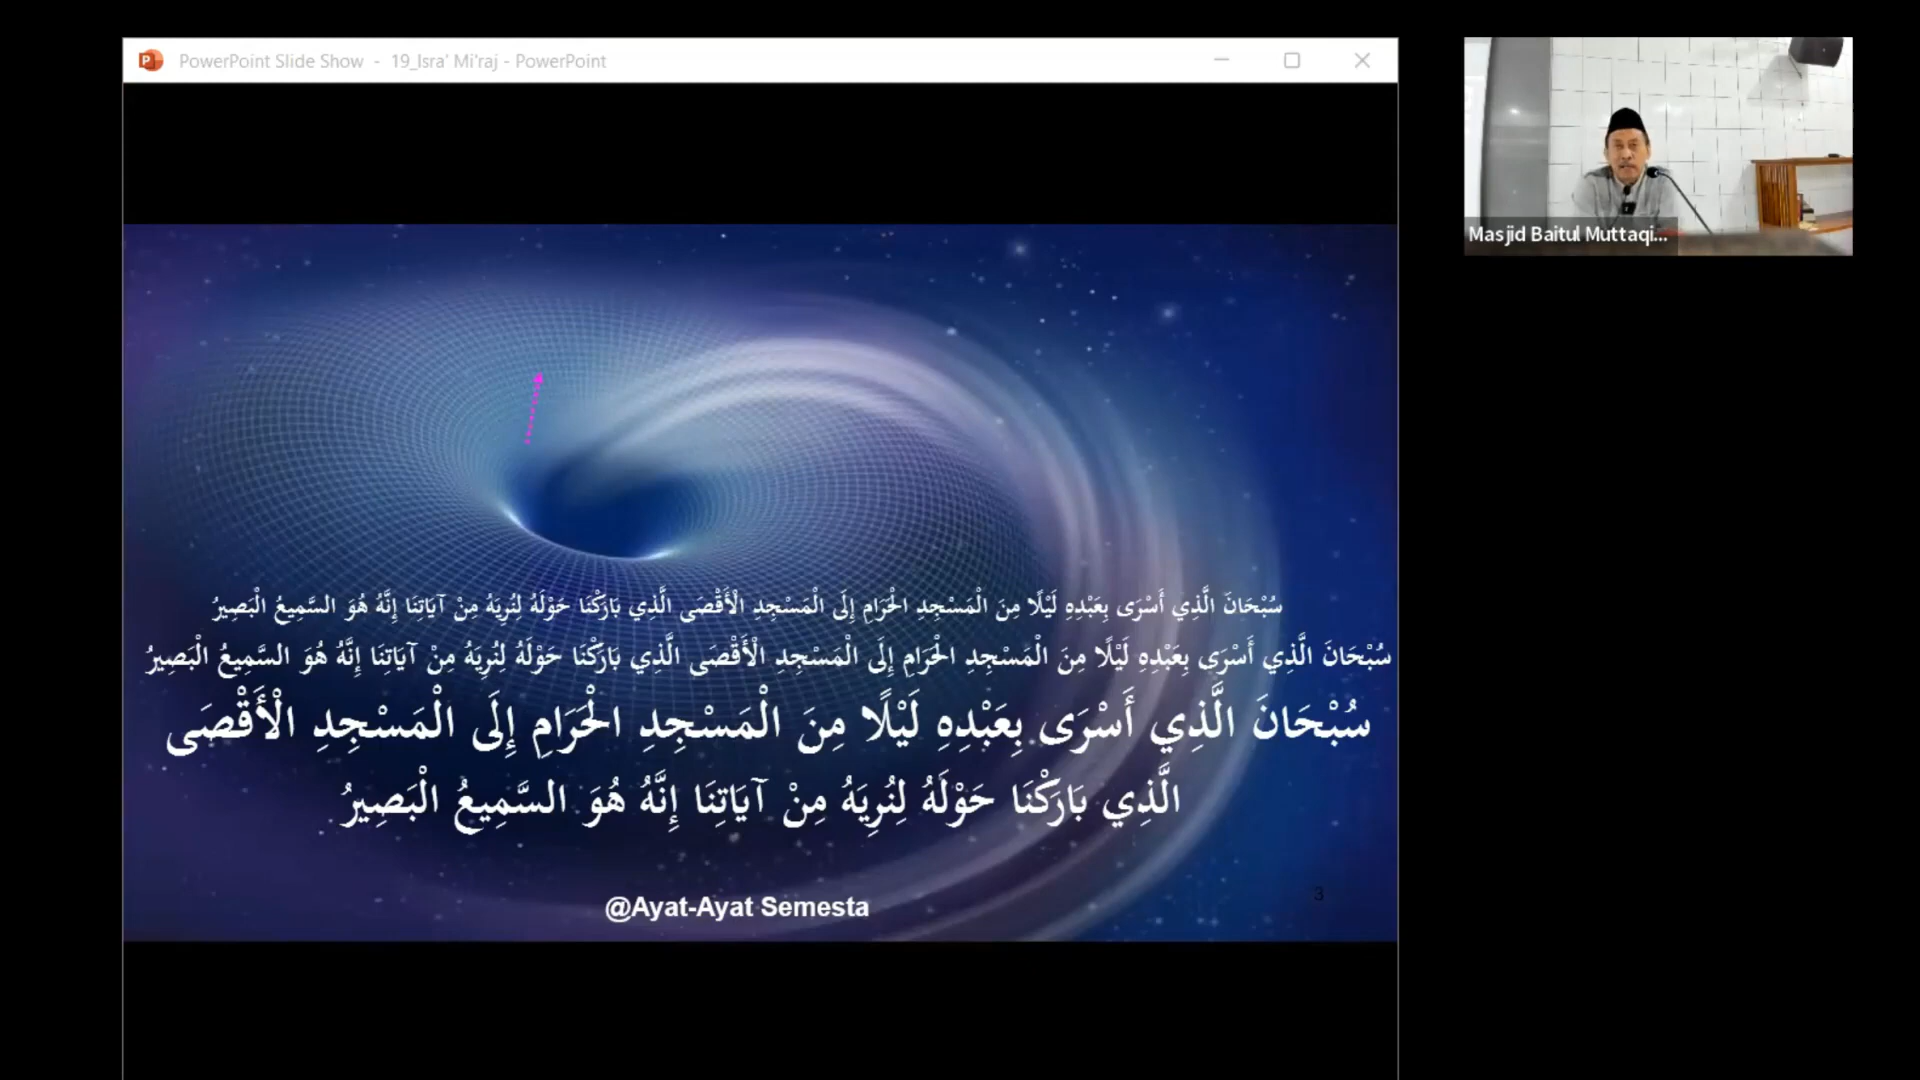 PowerPoint Slide Show - 19_Isra' Mi'raj - PowerPoint
Masjid Baitul Muttaqi...
سُبْحَانَ الَّذِي أَسْرَى بِعَبْدِهِ لَيْلًا مِنَ الْمَسْجِدِ الْحَرَامِ إِلَى الْمَسْجِدِ الْأَقْصَى الَّذِي بَارَكْنَا حَوْلَهُ لِنُرِيَهُ مِنْ آيَاتِنَا إِنَّهُ هُوَ السَّمِيعُ الْبَصِيرُ
سُبْحَانَ الَّذِي أَسْرَى بِعَبْدِهِ لَيْلًا مِنَ الْمَسْجِدِ الْحَرَامِ إِلَى الْمَسْجِدِ الْأَقْصَى الَّذِي بَارَكْنَا حَوْلَهُ لِنُرِيَهُ مِنْ آيَاتِنَا إِنَّهُ هُوَ السَّمِيعُ الْبَصِيرُ
سُبْحَانَ الَّذِي أَسْرَى بِعَبْدِهِ لَيْلًا مِنَ الْمَسْجِدِ الْحَرَامِ إِلَى الْمَسْجِدِ الْأَقْصَى
الَّذِي بَارَكْنَا حَوْلَهُ لِنُرِيَهُ مِنْ آيَاتِنَا إِنَّهُ هُوَ السَّمِيعُ الْبَصِيرُ
3
@Ayat-Ayat Semesta